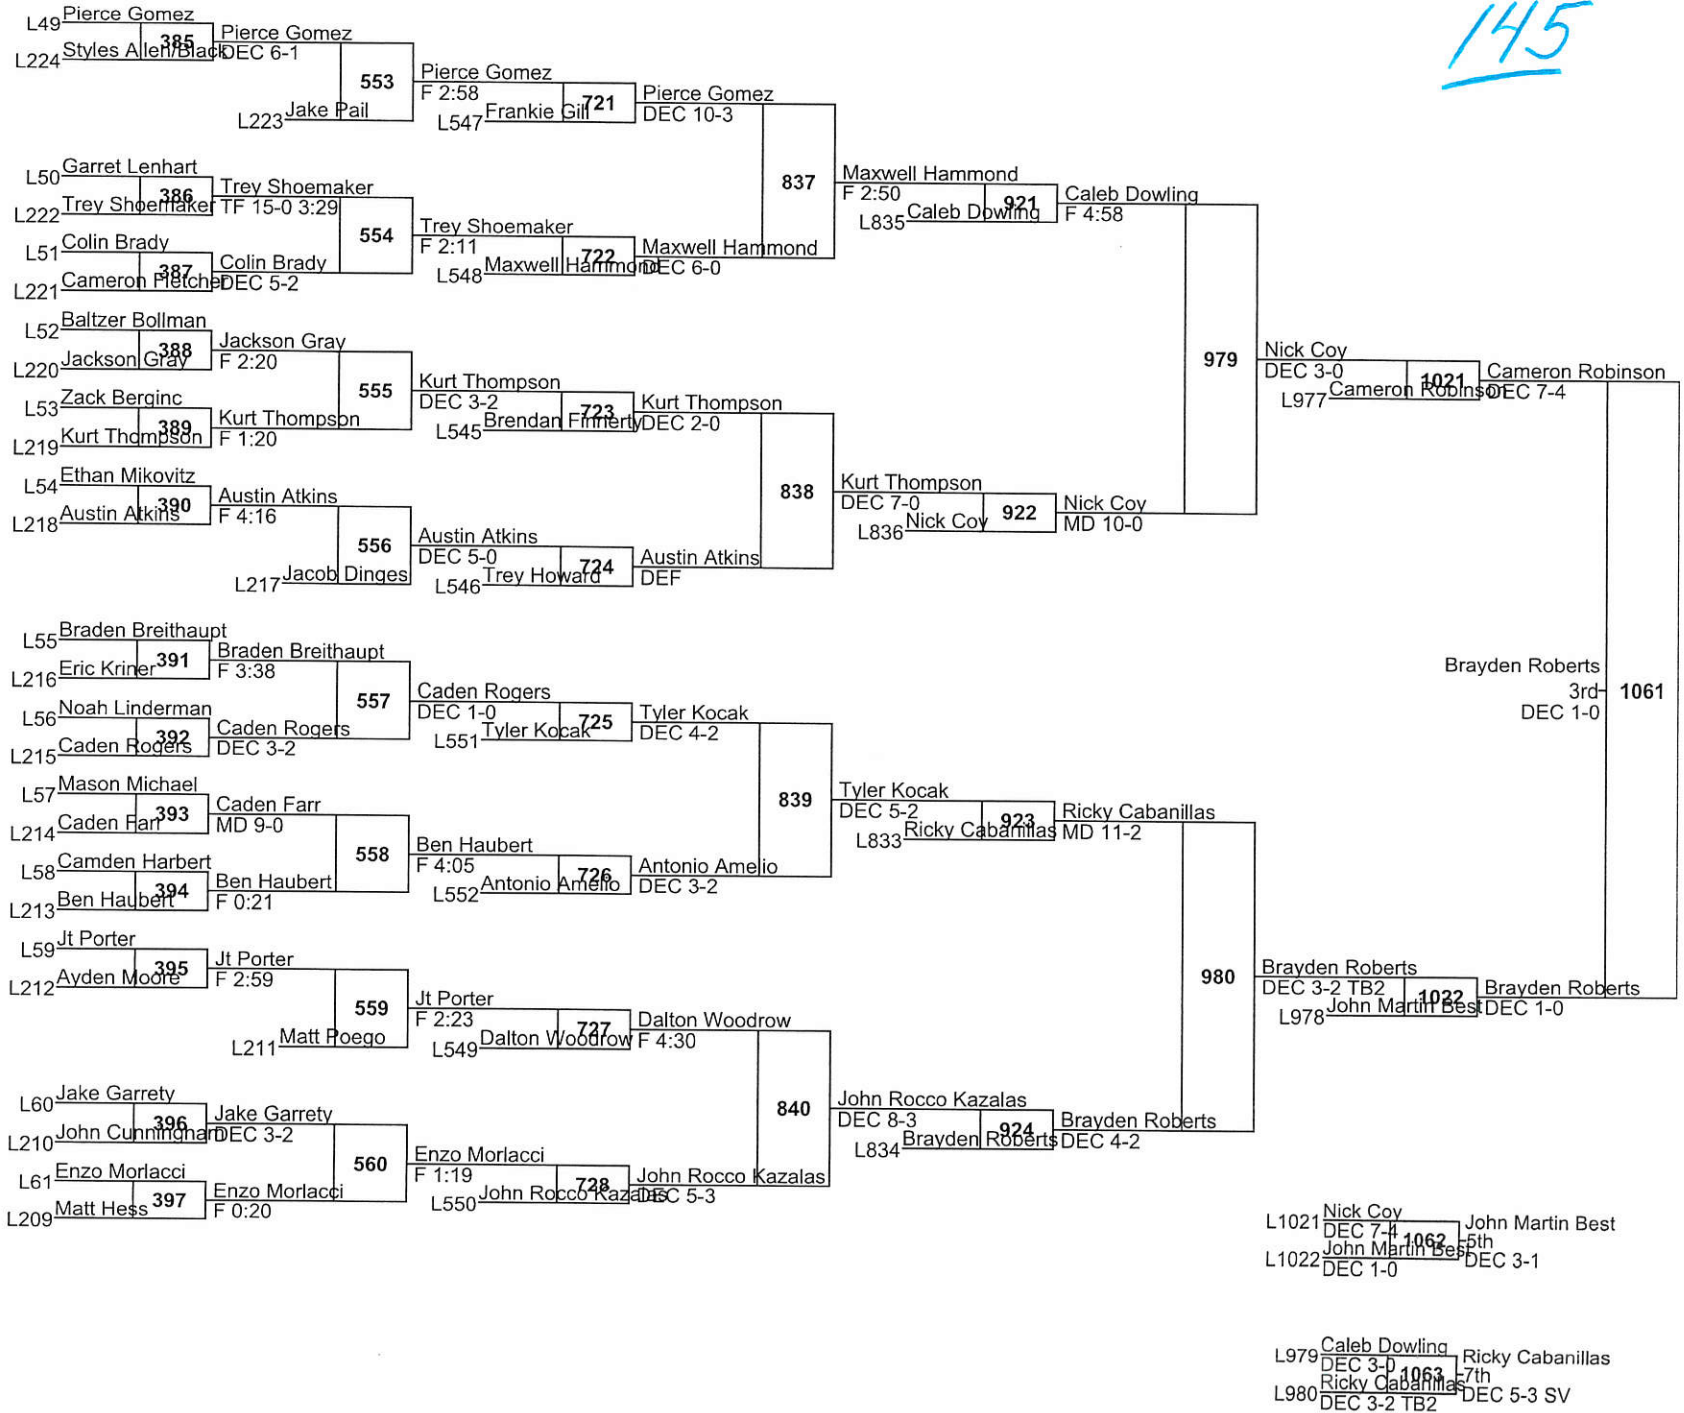 145
L49 Pierce Gomez
385
L224 Styles Allen/Black
Pierce Gomez
DEC 6-1
553
L223 Jake Pail
Pierce Gomez
F 2:58
721
L547 Frankie Gill
Pierce Gomez
DEC 10-3
L50 Garret Lenhart
386
L222 Trey Shoemaker
Trey Shoemaker
TF 15-0 3:29
554
L51 Colin Brady
387
L221 Cameron Fletcher
Colin Brady
DEC 5-2
Trey Shoemaker
F 2:11
722
L548 Maxwell Hammond
Maxwell Hammond
DEC 6-0
837
Maxwell Hammond
F 2:50
921
L835 Caleb Dowling
Caleb Dowling
F 4:58
L52 Baltzer Bollman
388
L220 Jackson Gray
Jackson Gray
F 2:20
555
L53 Zack Berginc
389
L219 Kurt Thompson
Kurt Thompson
F 1:20
Kurt Thompson
DEC 3-2
723
L545 Brendan Finnerty
Kurt Thompson
DEC 2-0
L54 Ethan Mikovitz
390
L218 Austin Atkins
Austin Atkins
F 4:16
556
L217 Jacob Dinges
Austin Atkins
DEC 5-0
724
L546 Trey Howard
Austin Atkins
DEF
838
Kurt Thompson
DEC 7-0
922
L836 Nick Coy
Nick Coy
MD 10-0
979
Nick Coy
DEC 3-0
1021
L977 Cameron Robinson
Cameron Robinson
DEC 7-4
L55 Braden Breithaupt
391
L216 Eric Kriner
Braden Breithaupt
F 3:38
557
L56 Noah Linderman
392
L215 Caden Rogers
Caden Rogers
DEC 3-2
Caden Rogers
DEC 1-0
725
L551 Tyler Kocak
Tyler Kocak
DEC 4-2
L57 Mason Michael
393
L214 Caden Farr
Caden Farr
MD 9-0
558
L58 Camden Harbert
394
L213 Ben Haubert
Ben Haubert
F 0:21
Ben Haubert
F 4:05
726
L552 Antonio Amelio
Antonio Amelio
DEC 3-2
839
Tyler Kocak
DEC 5-2
923
L833 Ricky Cabanillas
Ricky Cabanillas
MD 11-2
L59 Jt Porter
395
L212 Ayden Moore
Jt Porter
F 2:59
559
L211 Matt Poego
Jt Porter
F 2:23
727
L549 Dalton Woodrow
Dalton Woodrow
F 4:30
L60 Jake Garrety
396
L210 John Cunningham
Jake Garrety
DEC 3-2
560
L61 Enzo Morlacci
397
L209 Matt Hess
Enzo Morlacci
F 0:20
Enzo Morlacci
F 1:19
728
L550 John Rocco Kazalas
John Rocco Kazalas
DEC 5-3
840
John Rocco Kazalas
DEC 8-3
924
L834 Brayden Roberts
Brayden Roberts
DEC 4-2
980
Brayden Roberts
DEC 3-2 TB2
1022
L978 John Martin Best
Brayden Roberts
DEC 1-0
Brayden Roberts
3rd
DEC 1-0
1061
L1021 Nick Coy
DEC 7-4
1062
L1022 John Martin Best
DEC 1-0
John Martin Best
5th
DEC 3-1
L979 Caleb Dowling
DEC 3-0
1063
L980 Ricky Cabanillas
DEC 3-2 TB2
Ricky Cabanillas
7th
DEC 5-3 SV